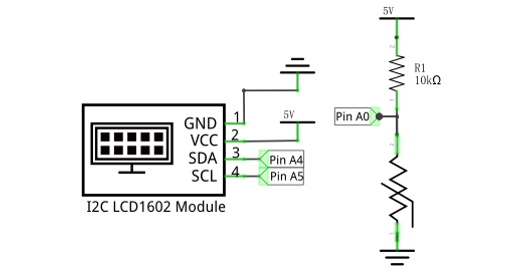 5V
R1
10kΩ
Pin A0
GND 1
5V
VCC 2
SDA 3 Pin A4
SCL 4 Pin A5
I2C LCD1602 Module